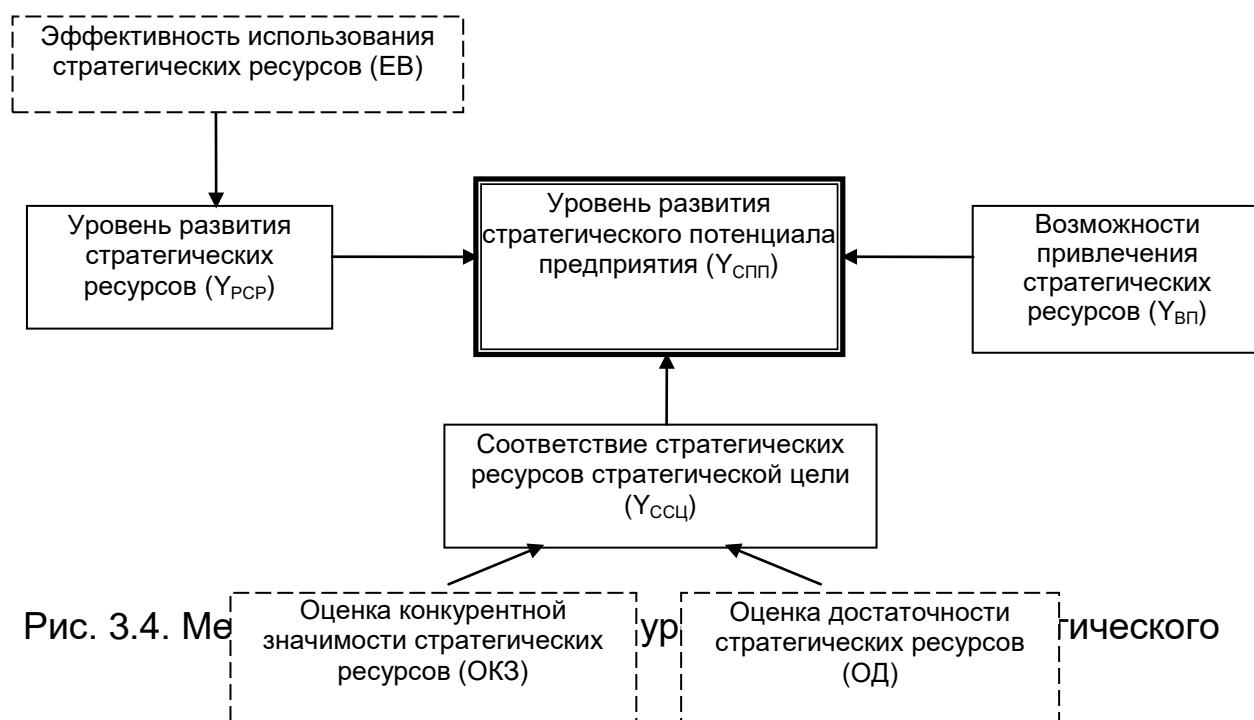 Эффективность использования
стратегических ресурсов (ЕВ)
Уровень развития
стратегических
ресурсов (Y_РСР)
Уровень развития
стратегического потенциала
предприятия (Y_СПП)
Возможности
привлечения
стратегических
ресурсов (Y_ВП)
Соответствие стратегических
ресурсов стратегической цели
(Y_ССЦ)
Рис. 3.4. Ме ур гического
Оценка конкурентной
значимости стратегических
ресурсов (ОКЗ)
Оценка достаточности
стратегических ресурсов
(ОД)